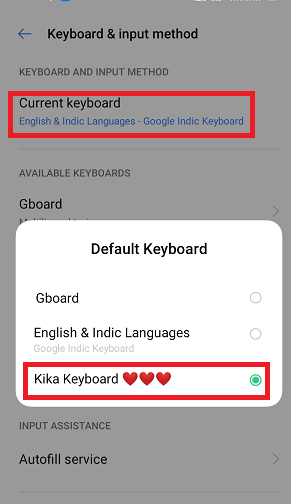 Keyboard & input method
KEYBOARD AND INPUT METHOD
Current keyboard
English & Indic Languages - Google Indic Keyboard
AVAILABLE KEYBOARDS
Gboard
Default Keyboard
Gboard
English & Indic Languages
Google Indic Keyboard
Kika Keyboard ❤️❤️❤️
INPUT ASSISTANCE
Autofill service